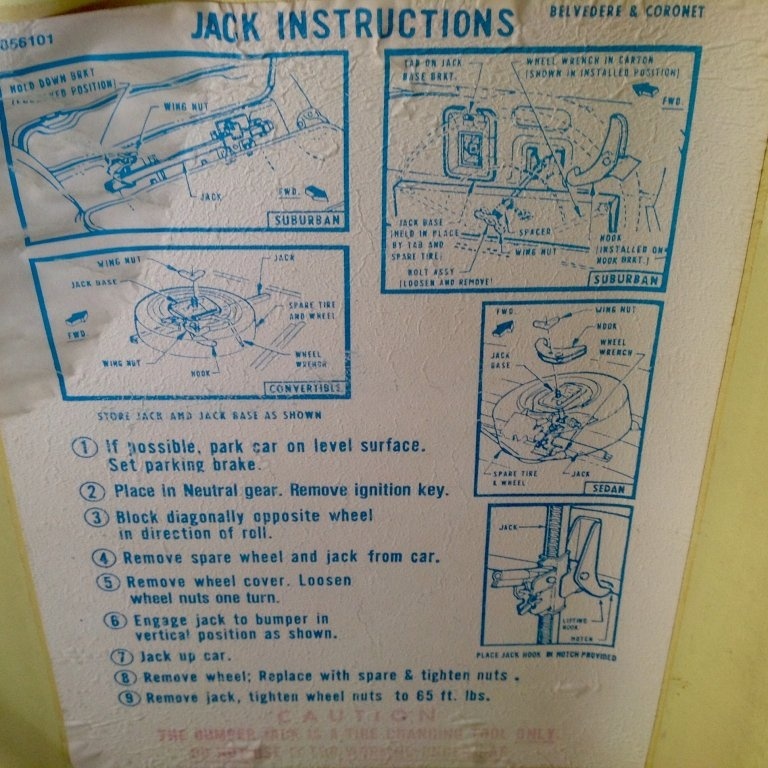 JACK INSTRUCTIONS
BELVEDERE & CORONET
856101
HOLD DOWN BRKT
POSITION)
WING NUT
JACK
FWD.
SUBURBAN
TAB ON JACK
BASE BRKT.
WHEEL WRENCH IN CARTON
(SHOWN IN INSTALLED POSITION)
FWD.
JACK BASE
(HELD IN PLACE
BY TAB AND
SPARE TIRE)
SPACER
WING NUT
BOLT ASSY
(LOOSEN AND REMOVE)
HOOK
(INSTALLED ON
HOOK BRKT.)
SUBURBAN
WING NUT
JACK
JACK BASE
SPARE TIRE
AND WHEEL
FWD.
WING NUT
HOOK
WHEEL
WRENCH
CONVERTIBLE
FWD.
WING NUT
HOOK
WHEEL
WRENCH
JACK
BASE
SPARE TIRE
& WHEEL
JACK
SEDAN
STORE JACK AND JACK BASE AS SHOWN
1 If possible, park car on level surface.
Set parking brake.
2 Place in Neutral gear. Remove ignition key.
3 Block diagonally opposite wheel
in direction of roll.
4 Remove spare wheel and jack from car.
5 Remove wheel cover. Loosen
wheel nuts one turn.
6 Engage jack to bumper in
vertical position as shown.
7 Jack up car.
8 Remove wheel; Replace with spare & tighten nuts.
9 Remove jack, tighten wheel nuts to 65 ft. lbs.
JACK
LIFTING
HOOK
NOTCH
PLACE JACK HOOK IN NOTCH PROVIDED
CAUTION
THE BUMPER JACK IS A TIRE CHANGING TOOL ONLY.
DO NOT USE